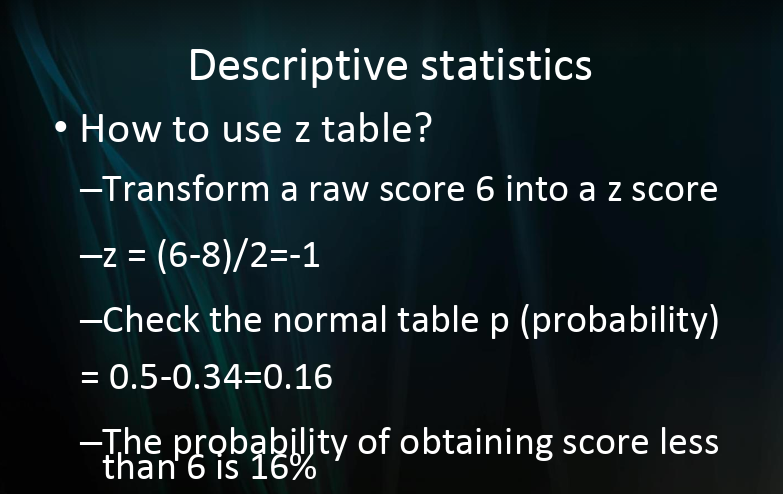 Descriptive statistics
• How to use z table?
–Transform a raw score 6 into a z score
–z = (6-8)/2=-1
–Check the normal table p (probability)
= 0.5-0.34=0.16
–The probability of obtaining score less
than 6 is 16%